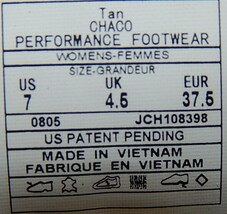 Tan
CHACO
PERFORMANCE FOOTWEAR
WOMENS-FEMMES
SIZE-GRANDEUR
US UK EUR
7 4.5 37.5
0805 JCH108398
US PATENT PENDING
MADE IN VIETNAM
FABRIQUE EN VIETNAM